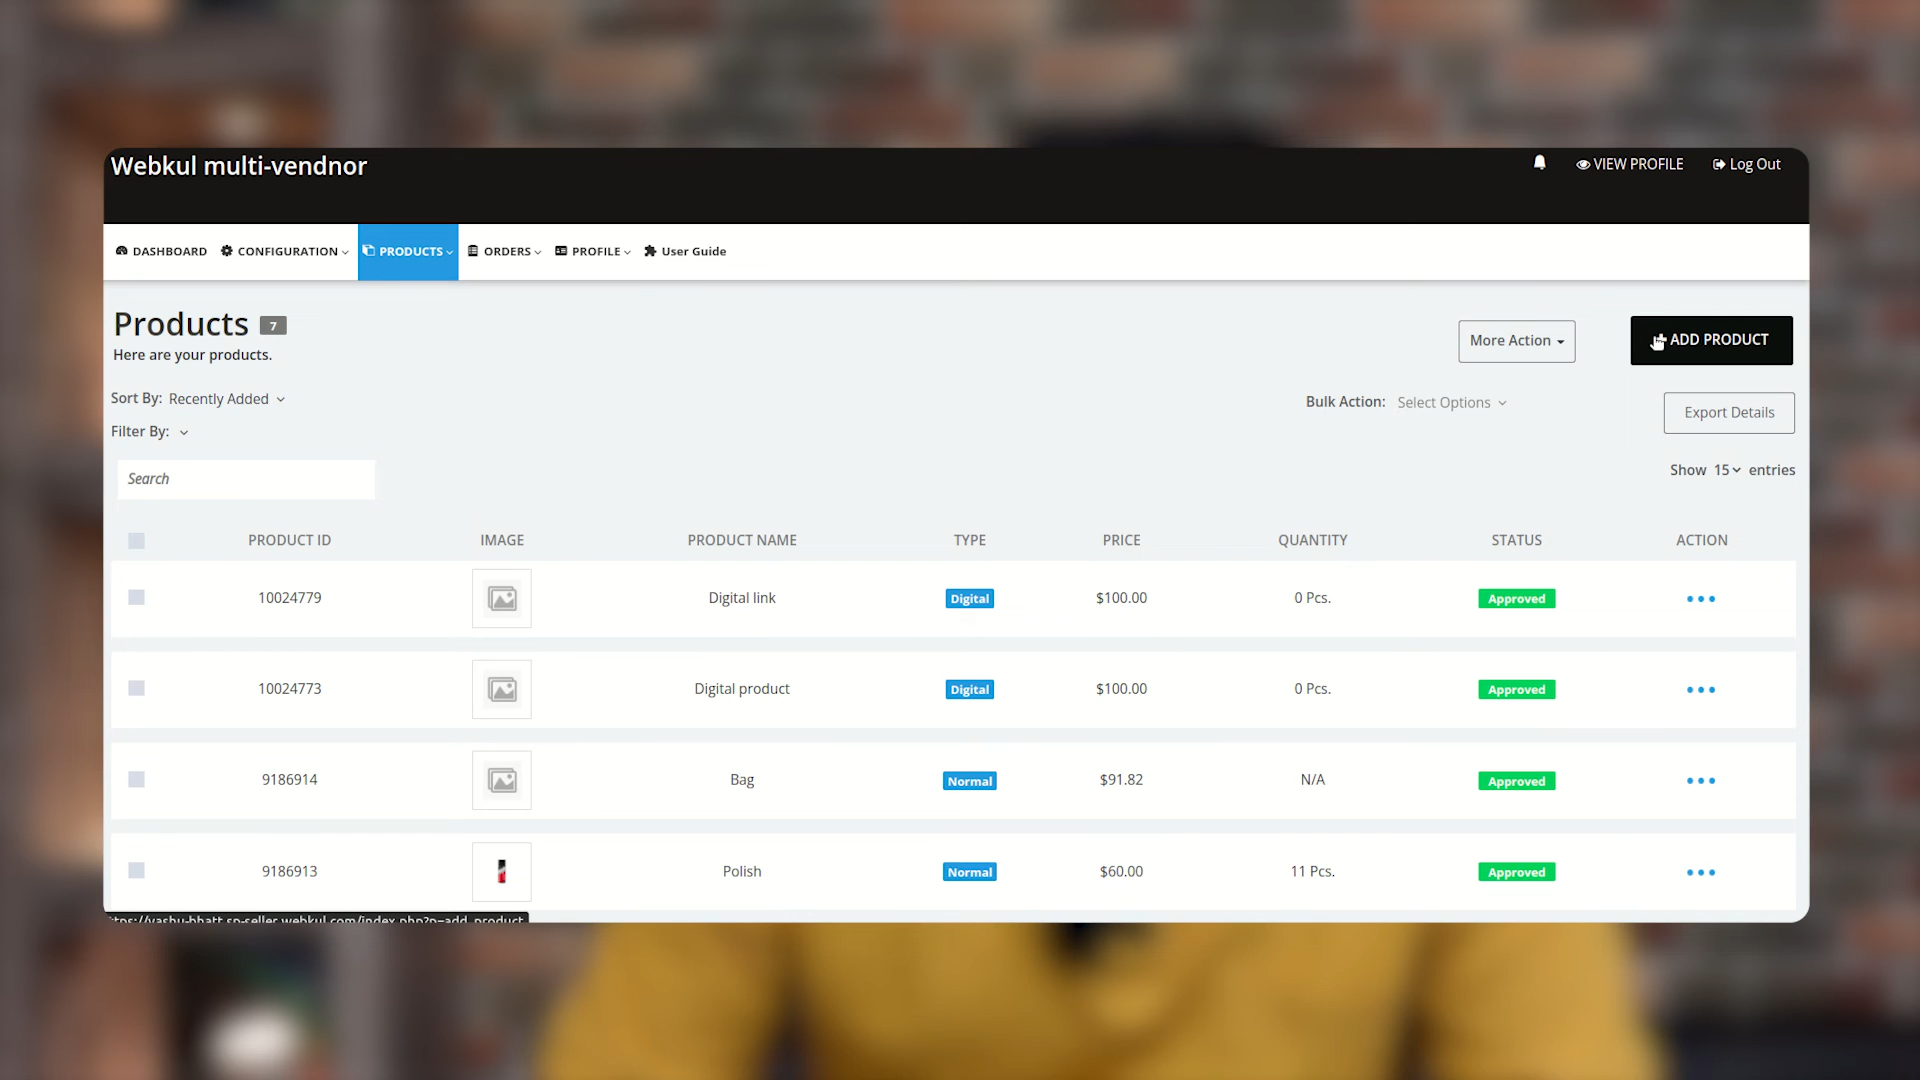 Webkul multi-vendnor
VIEW PROFILE
Log Out
DASHBOARD
CONFIGURATION
PRODUCTS
ORDERS
PROFILE
User Guide
Products 7
Here are your products.
More Action
ADD PRODUCT
Sort By: Recently Added
Bulk Action: Select Options
Export Details
Filter By:
Search
Show 15 entries
PRODUCT ID IMAGE PRODUCT NAME TYPE PRICE QUANTITY STATUS ACTION
10024779 Digital link Digital $100.00 0 Pcs. Approved
10024773 Digital product Digital $100.00 0 Pcs. Approved
9186914 Bag Normal $91.82 N/A Approved
9186913 Polish Normal $60.00 11 Pcs. Approved